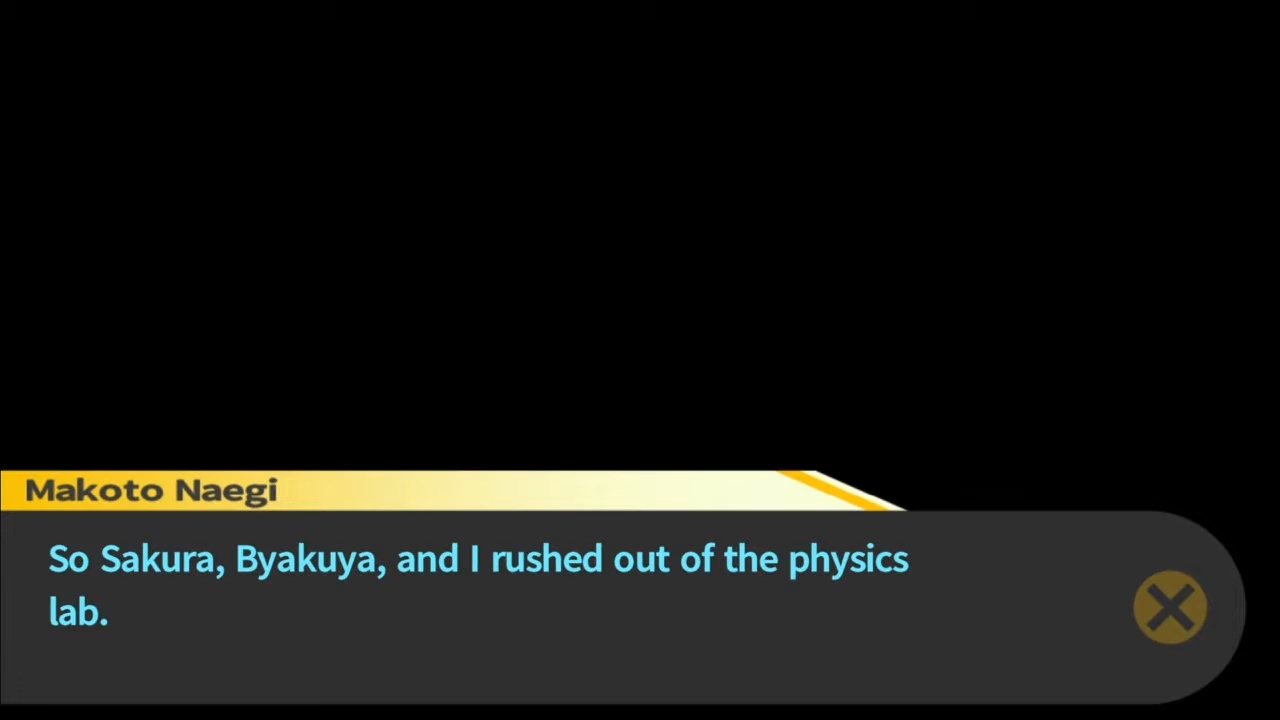 Makoto Naegi
So Sakura, Byakuya, and I rushed out of the physics
lab.